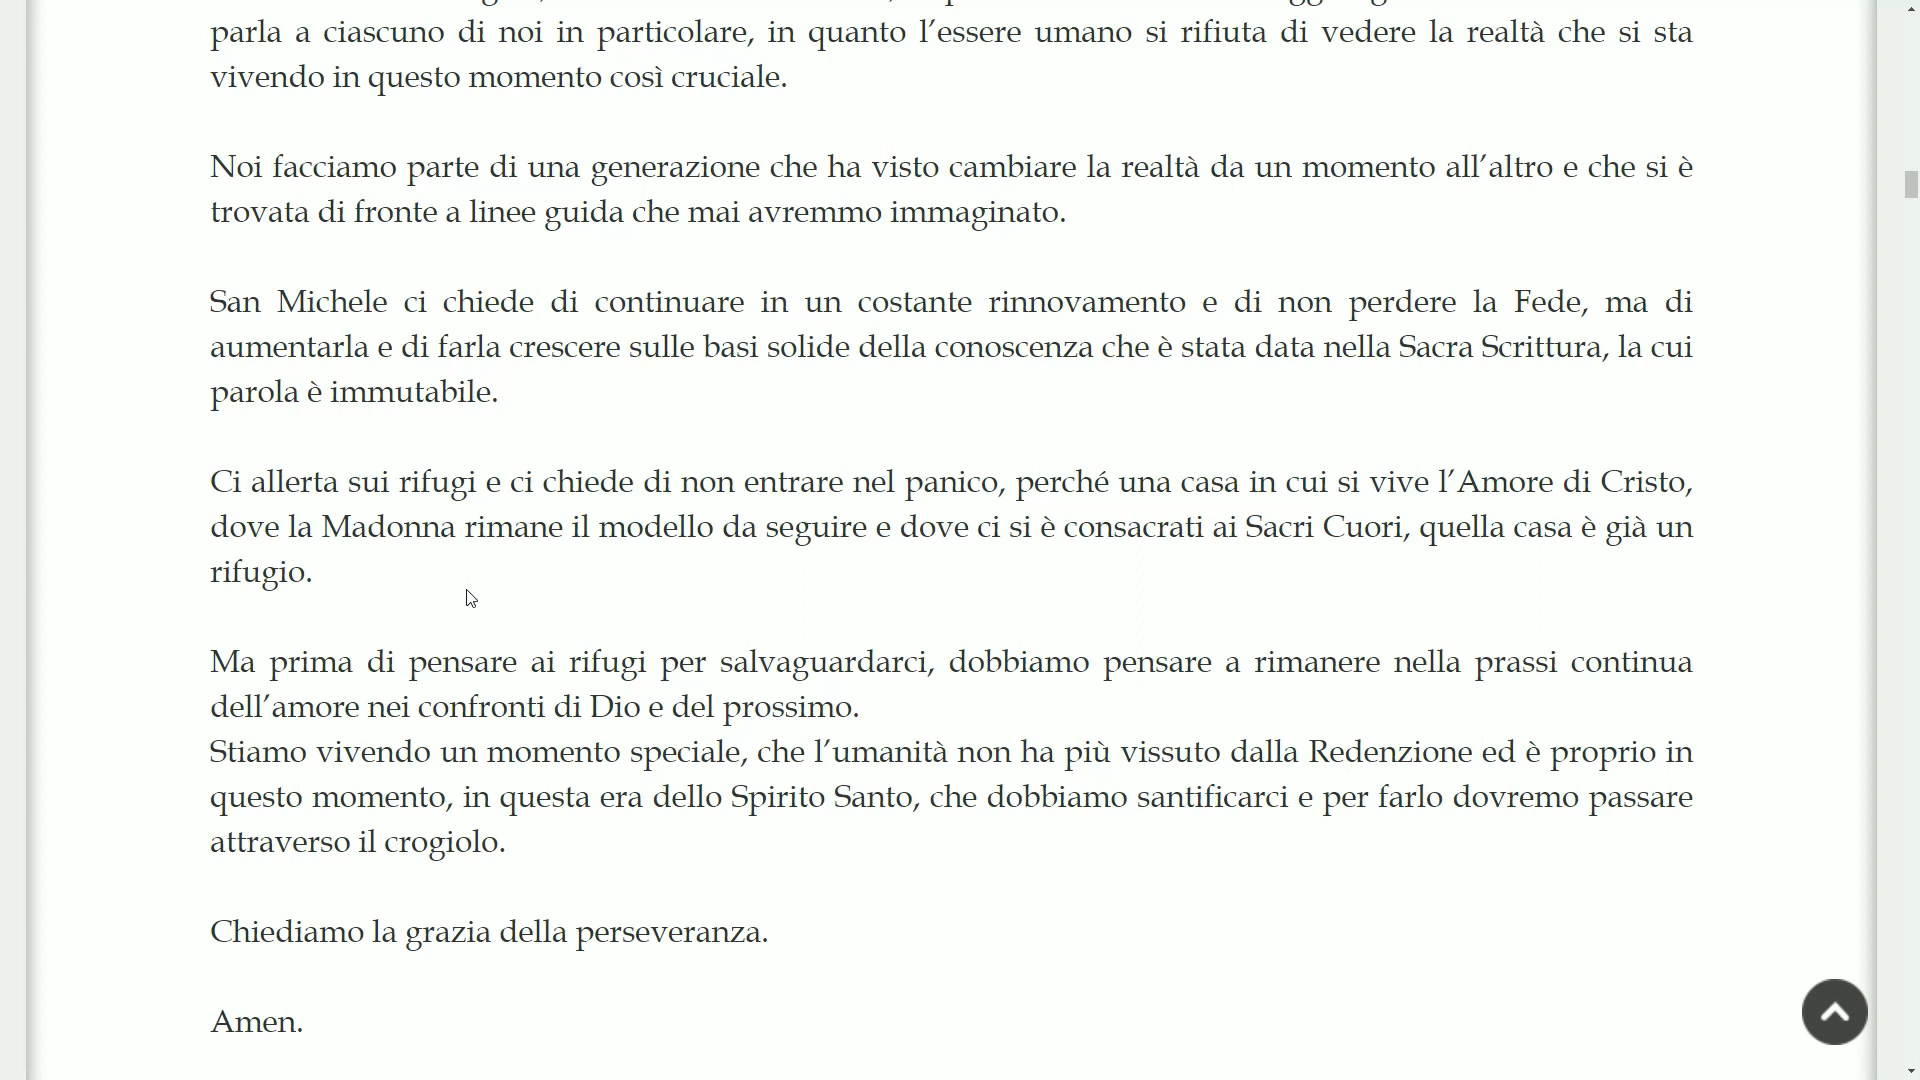 parla a ciascuno di noi in particolare, in quanto l’essere umano si rifiuta di vedere la realtà che si sta
vivendo in questo momento così cruciale.
Noi facciamo parte di una generazione che ha visto cambiare la realtà da un momento all’altro e che si è
trovata di fronte a linee guida che mai avremmo immaginato.
San Michele ci chiede di continuare in un costante rinnovamento e di non perdere la Fede, ma di
aumentarla e di farla crescere sulle basi solide della conoscenza che è stata data nella Sacra Scrittura, la cui
parola è immutabile.
Ci allerta sui rifugi e ci chiede di non entrare nel panico, perché una casa in cui si vive l’Amore di Cristo,
dove la Madonna rimane il modello da seguire e dove ci si è consacrati ai Sacri Cuori, quella casa è già un
rifugio.
Ma prima di pensare ai rifugi per salvaguardarci, dobbiamo pensare a rimanere nella prassi continua
dell’amore nei confronti di Dio e del prossimo.
Stiamo vivendo un momento speciale, che l’umanità non ha più vissuto dalla Redenzione ed è proprio in
questo momento, in questa era dello Spirito Santo, che dobbiamo santificarci e per farlo dovremo passare
attraverso il crogiolo.
Chiediamo la grazia della perseveranza.
Amen.